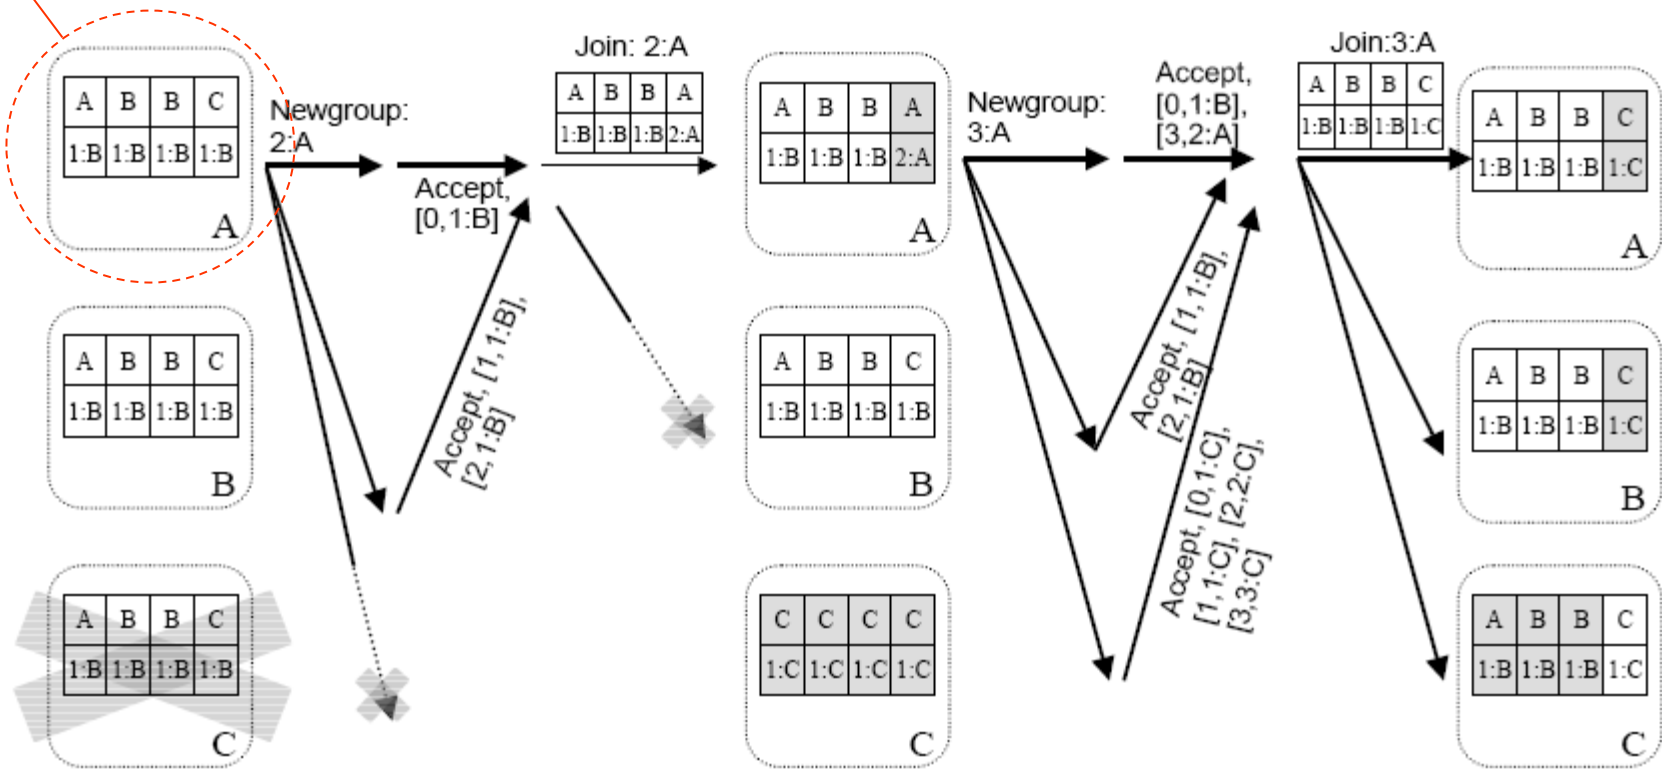 A B B C
1:B 1:B 1:B 1:B
A
Newgroup:
2:A
Accept,
[0,1:B]
Join: 2:A
A B B A
1:B 1:B 1:B 2:A
A B B A
1:B 1:B 1:B 2:A
A
Newgroup:
3:A
Accept,
[0,1:B],
[3,2:A]
Join:3:A
A B B C
1:B 1:B 1:B 1:C
A B B C
1:B 1:B 1:B 1:C
A
A B B C
1:B 1:B 1:B 1:B
B
Accept, [1,1:B],
[2,1:B]
A B B C
1:B 1:B 1:B 1:B
B
Accept, [1,1:B],
[2,1:B]
A B B C
1:B 1:B 1:B 1:C
B
A B B C
1:B 1:B 1:B 1:B
C
C C C C
1:C 1:C 1:C 1:C
C
Accept, [0,1:C],
[1,1:C], [2,2:C],
[3,3:C]
A B B C
1:B 1:B 1:B 1:C
C